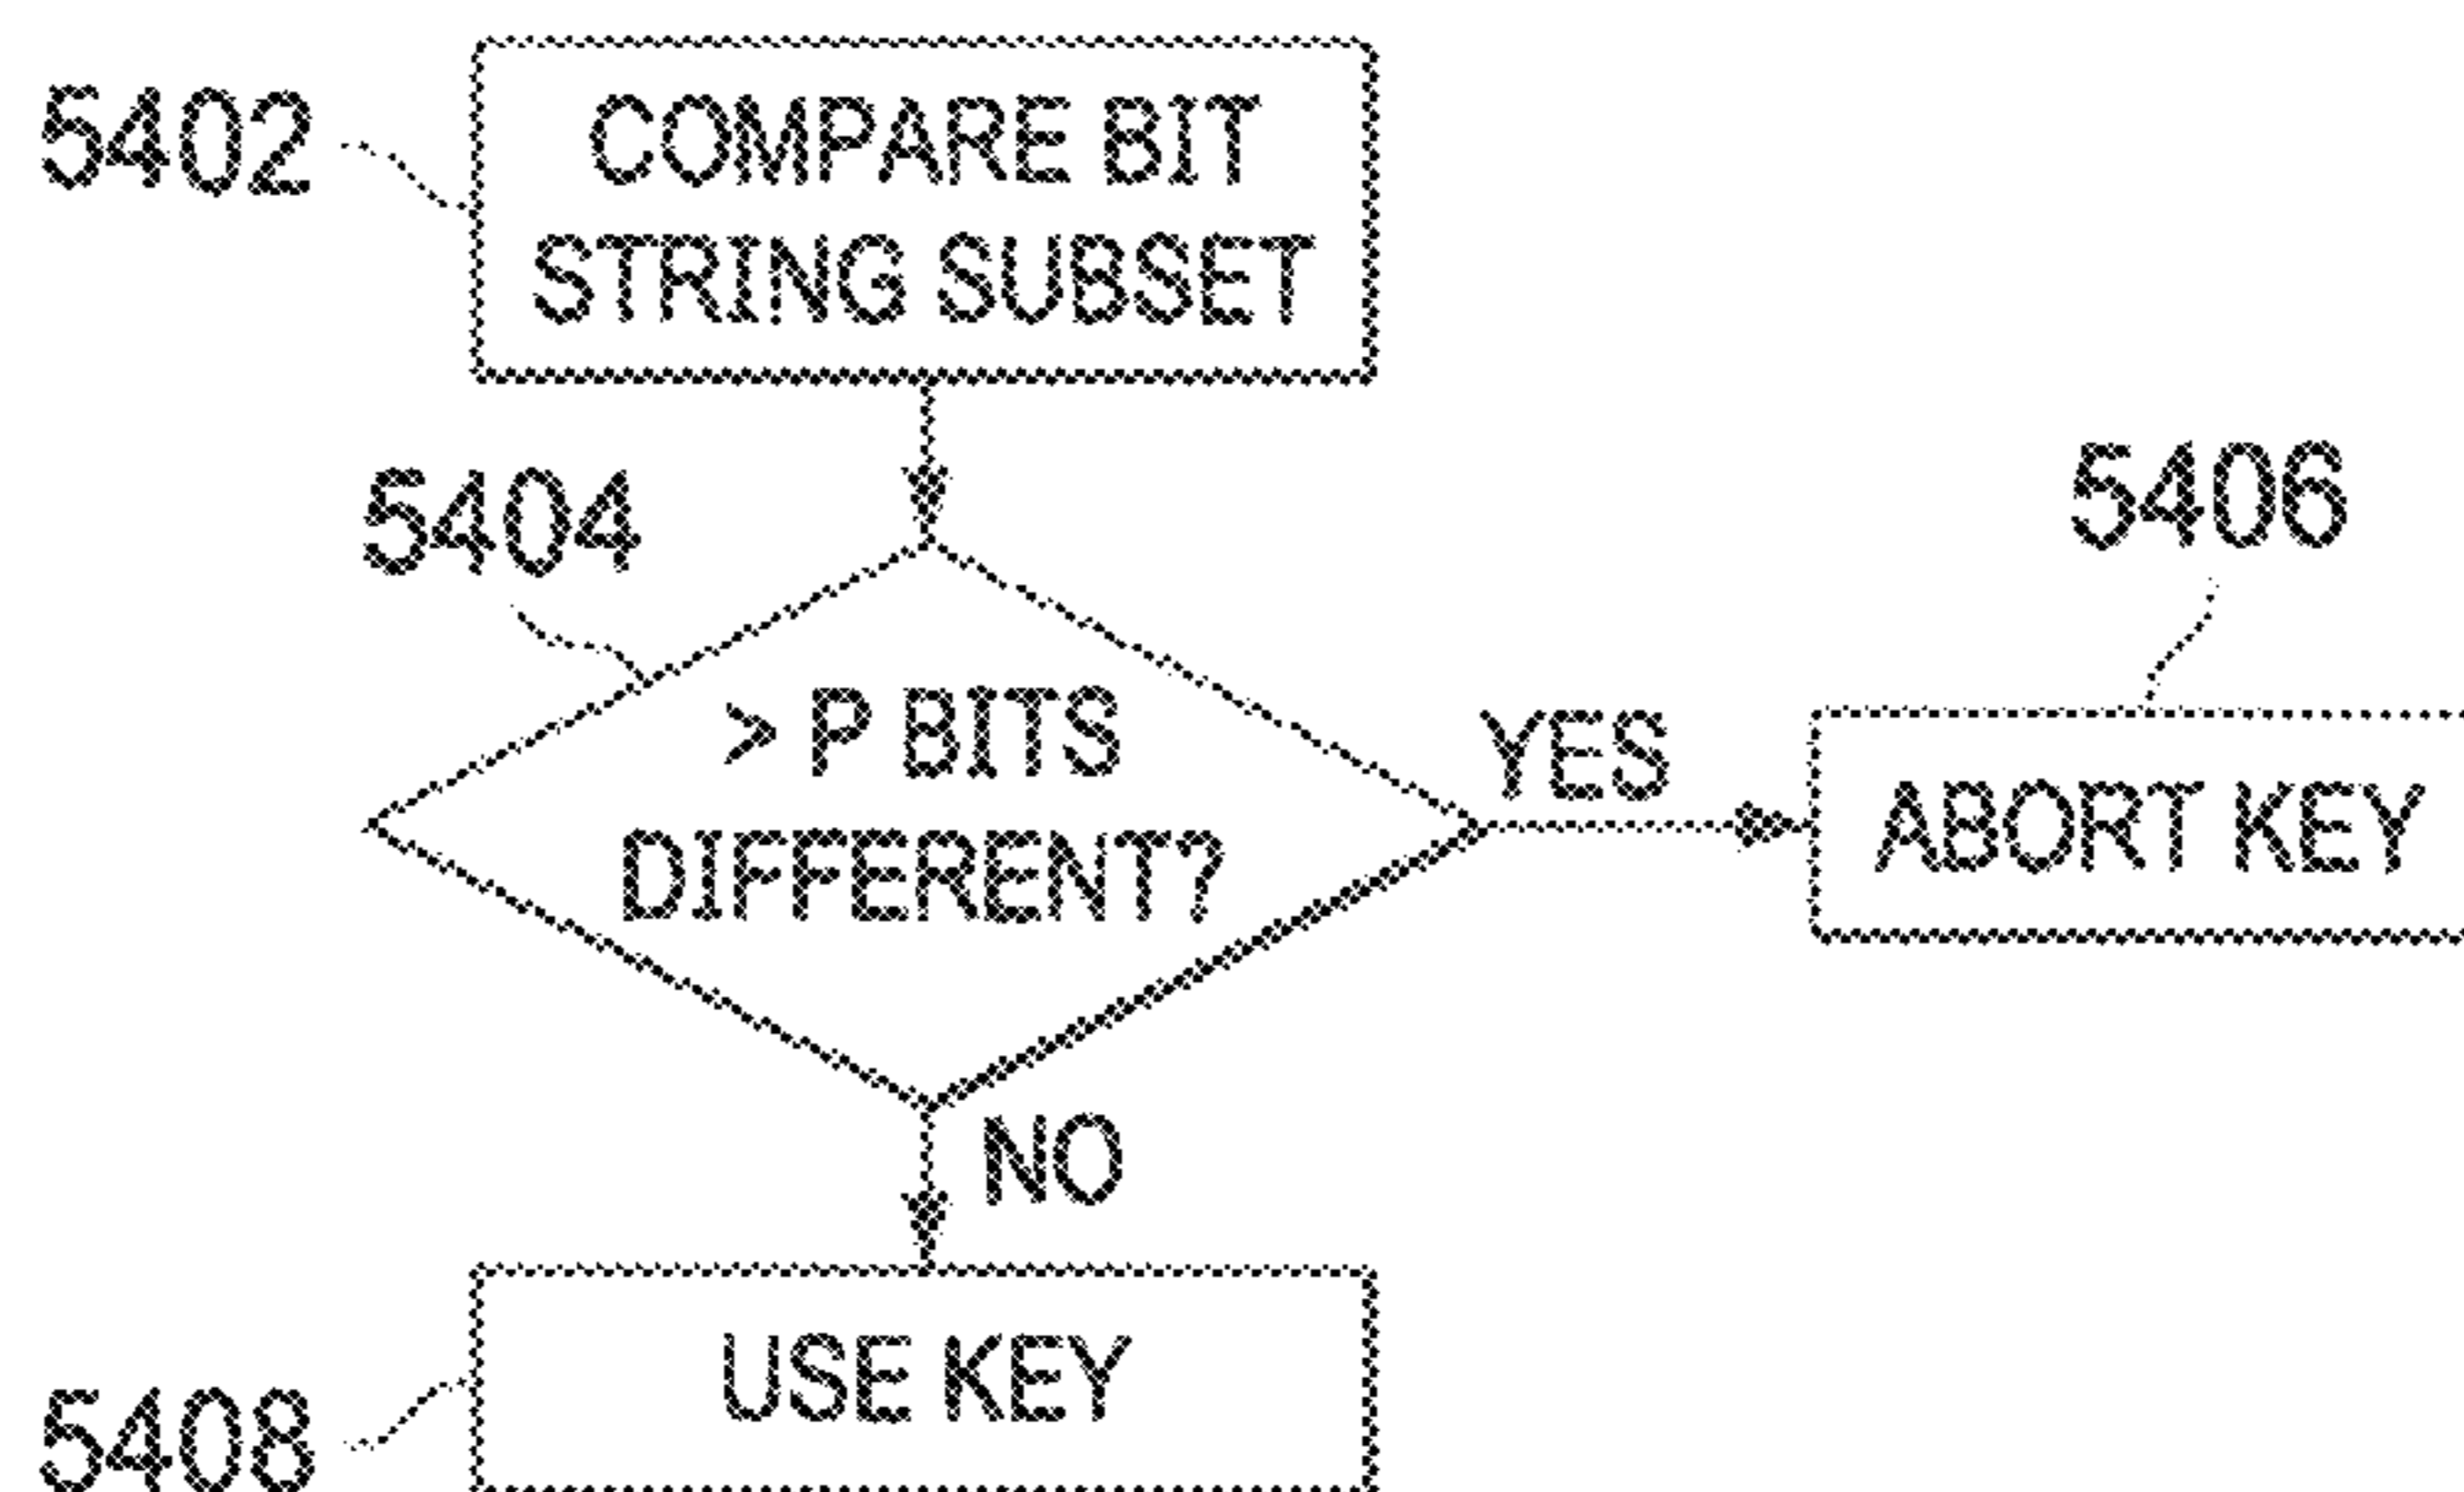 5402
COMPARE BIT
STRING SUBSET
5404
5406
> P BITS
DIFFERENT?
YES
ABORT KEY
NO
USE KEY
5408